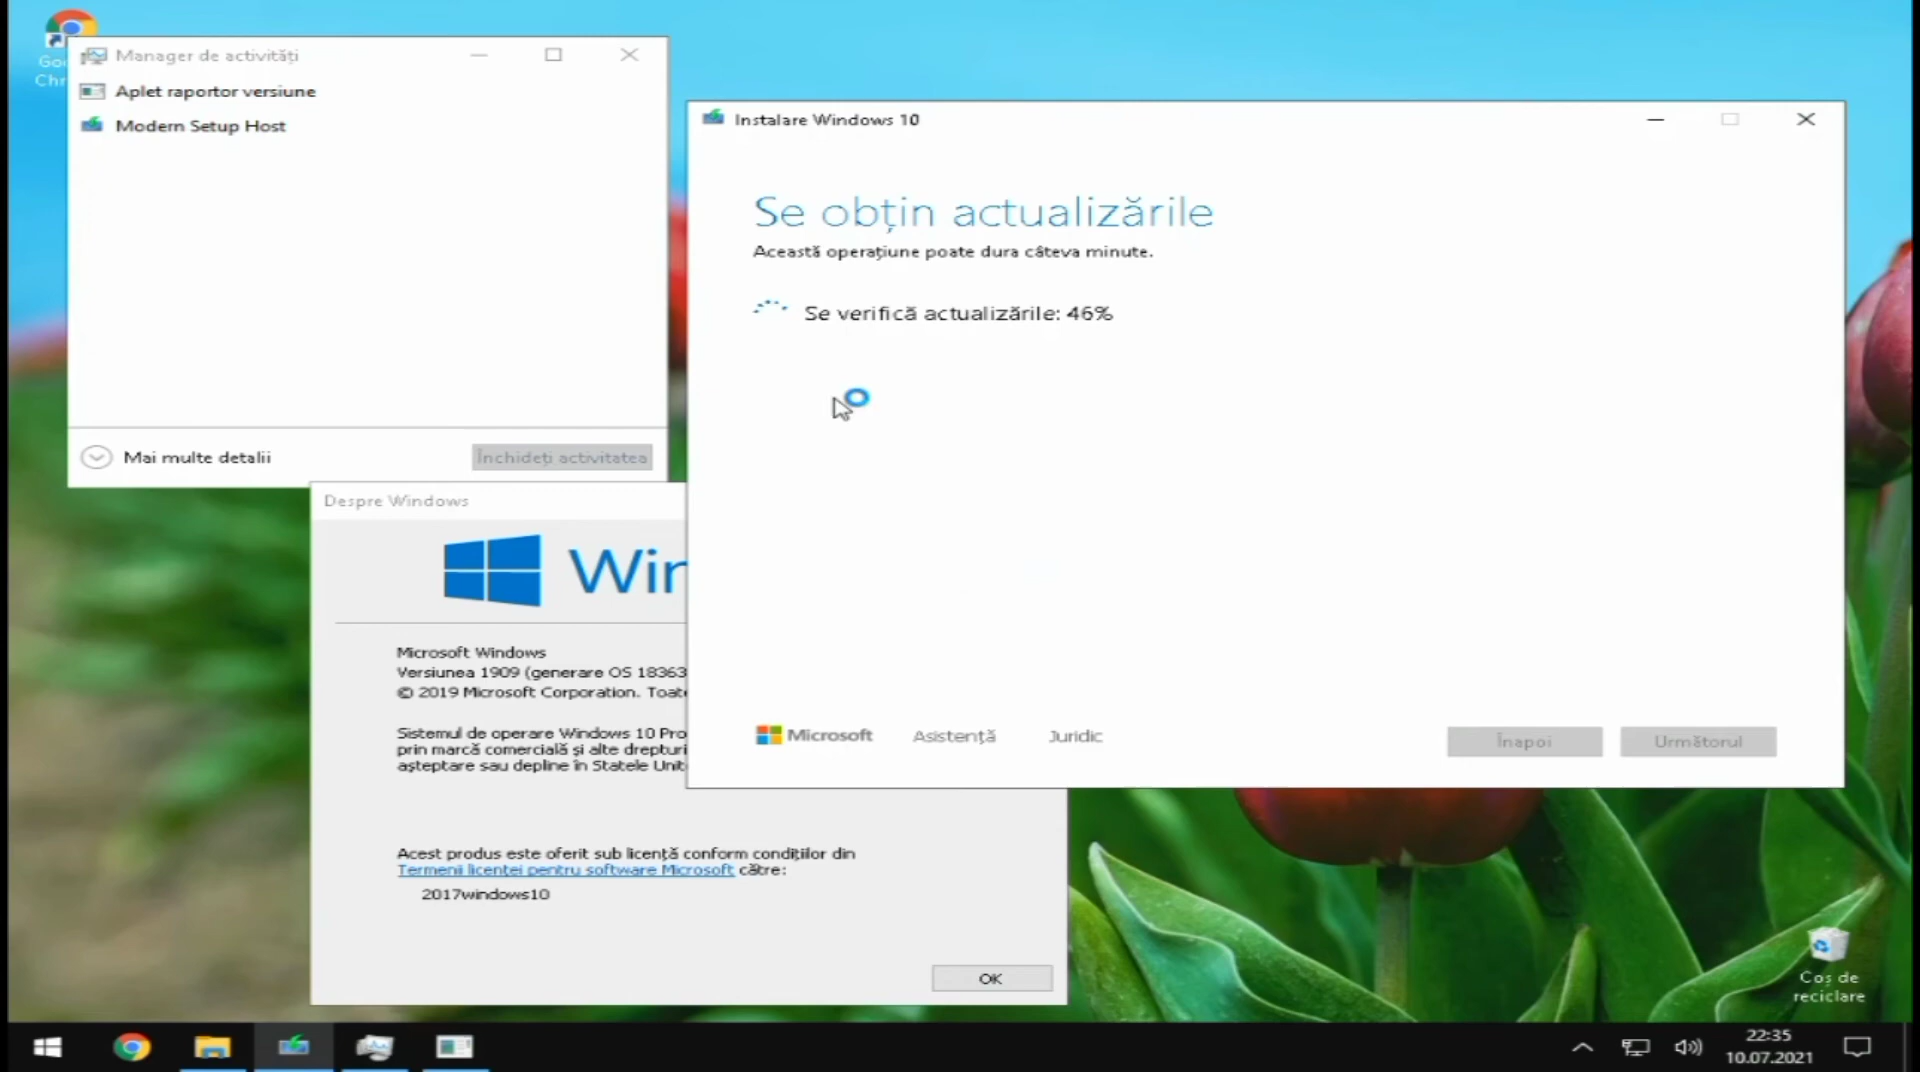 Manager de activități
Aplet raportor versiune
Modern Setup Host
Mai multe detalii
Închideți activitatea
Instalare Windows 10
Se obțin actualizările
Această operațiune poate dura câteva minute.
Se verifică actualizările: 46%
Microsoft
Asistență
Juridic
Înapoi
Următorul
Despre Windows
Microsoft Windows
Versiunea 1909 (generare OS 18363
© 2019 Microsoft Corporation.
Sistemul de operare Windows 10 Pro
prin marcă comercială și alte drepturi
așteptare sau depline în Statele
Acest produs este oferit sub licență conform condițiilor din
Termenii licenței pentru software Microsoft către:
2017windows10
OK
Coș de
reciclare
22:35
10.07.2021